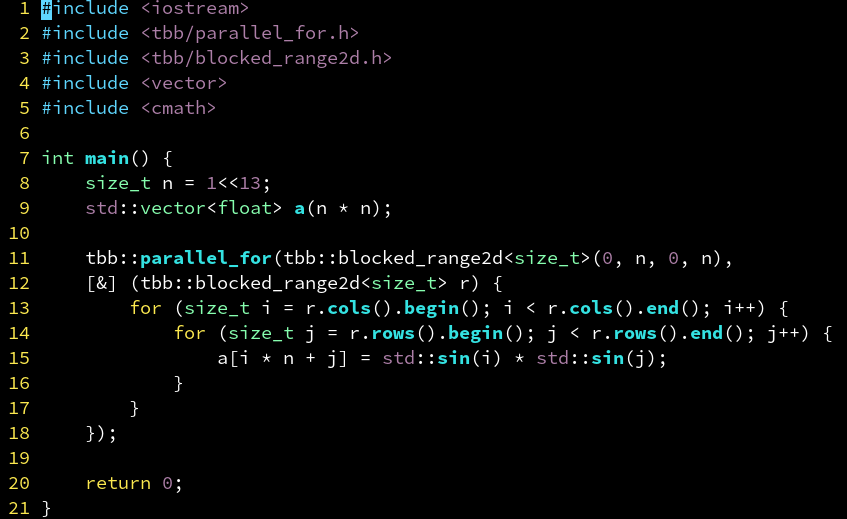 1 #include <iostream>
2 #include <tbb/parallel_for.h>
3 #include <tbb/blocked_range2d.h>
4 #include <vector>
5 #include <cmath>
6
7 int main() {
8     size_t n = 1<<13;
9     std::vector<float> a(n * n);
10
11     tbb::parallel_for(tbb::blocked_range2d<size_t>(0, n, 0, n),
12     [&] (tbb::blocked_range2d<size_t> r) {
13         for (size_t i = r.cols().begin(); i < r.cols().end(); i++) {
14             for (size_t j = r.rows().begin(); j < r.rows().end(); j++) {
15                 a[i * n + j] = std::sin(i) * std::sin(j);
16             }
17         }
18     });
19
20     return 0;
21 }